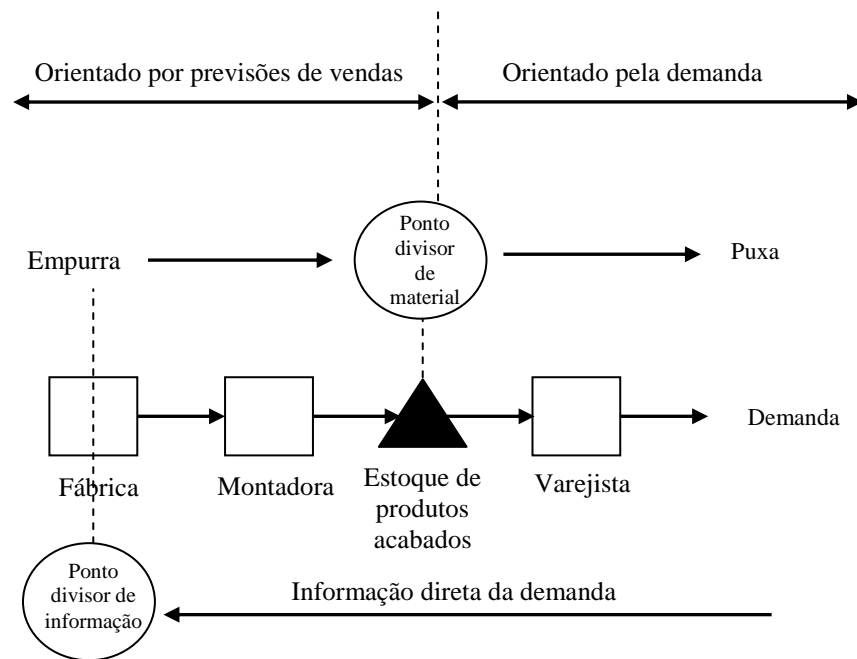 Orientado por previsões de vendas
Orientado pela demanda
Ponto
divisor
de
material
Empurra
Puxa
Demanda
Fábrica
Montadora
Estoque de
produtos
acabados
Varejista
Ponto
divisor de
informação
Informação direta da demanda